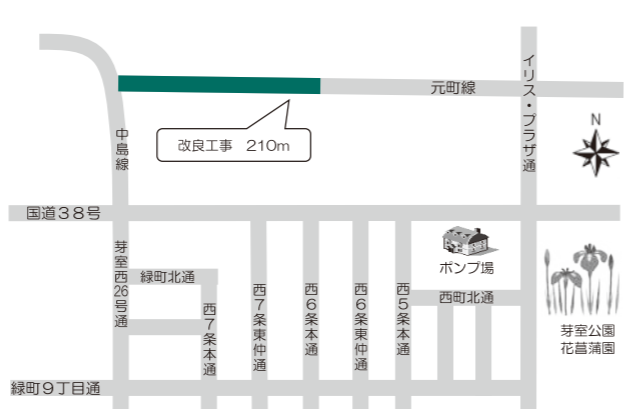 イリス・プラザ通
元町線
N
中島線
改良工事　210m
国道３８号
芽室西26号通
緑町北通
西７条本通
西７条東仲通
西６条本通
西６条東仲通
西５条本通
ポンプ場
西町北通
芽室公園
花菖蒲園
緑町９丁目通